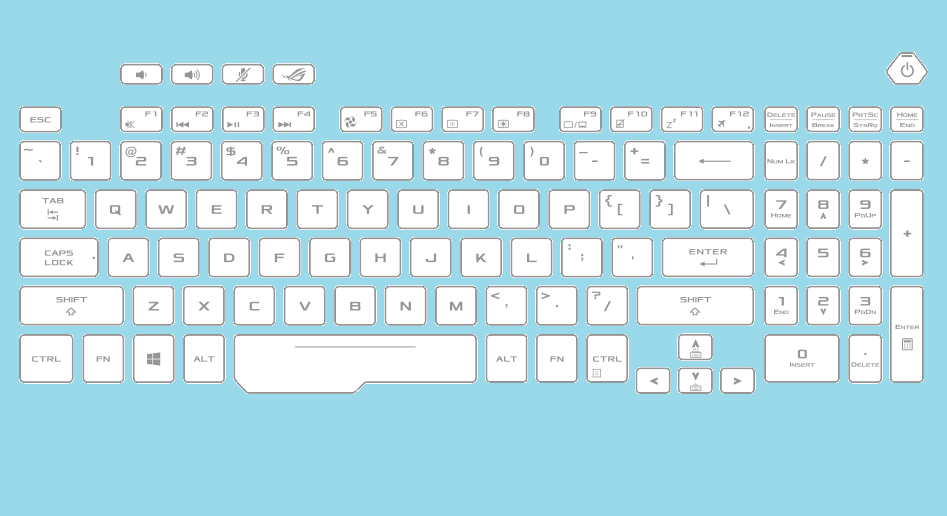 ESC F1 F2 F3 F4 F5 F6 F7 F8 F9 F10 F11 F12 DELETE PAUSE PRTSC HOME
/ Z z INSERT BREAK SYSRQ END
~ ! @ # $ % ^ & * ( ) _ +
` 1 2 3 4 5 6 7 8 9 0 - = NUM LK / * -
TAB Q W E R T Y U I O P { [ } ] | \ 7 8 9
HOME PGUP
+
CAPS A S D F G H J K L : ; " ' ENTER 4 5 6
LOCK
SHIFT Z X C V B N M < , > . ? / SHIFT 1 2 3
END PGDN
ENTER
CTRL FN ALT ALT FN CTRL 0 .
INSERT DELETE